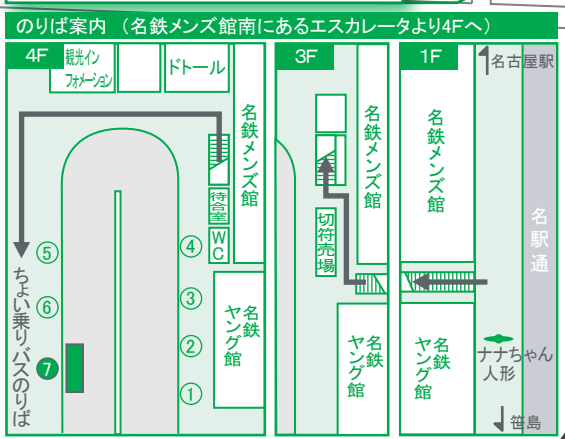 のりば案内 （名鉄メンズ館南にあるエスカレータより4Fへ）
4F
観光イン
フォメーション
ドトール
名鉄メンズ館
待合室
WC
⑤
④
⑥
③
❼
②
①
ちょい乗りバスのりば
名鉄
ヤング館
3F
名鉄メンズ館
切符売場
名鉄
ヤング館
1F
名鉄メンズ館
名鉄
ヤング館
名古屋駅
名駅通
ナナちゃん
人形
笹島